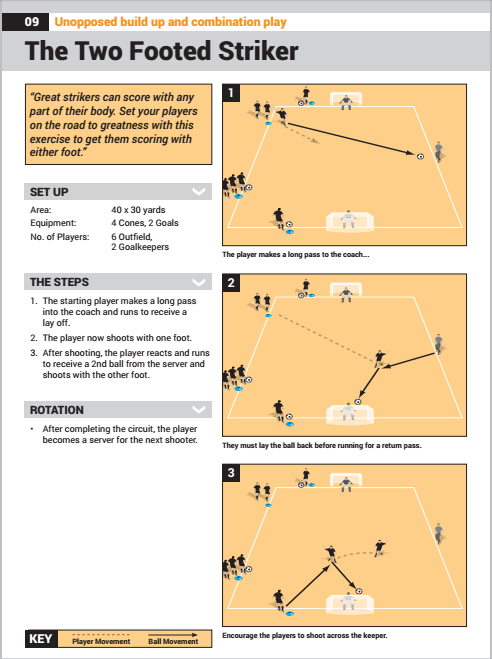 09 Unopposed build up and combination play
The Two Footed Striker
“Great strikers can score with any
part of their body. Set your players
on the road to greatness with this
exercise to get them scoring with
either foot.”
SET UP
Area: 40 x 30 yards
Equipment: 4 Cones, 2 Goals
No. of Players: 6 Outfield,
2 Goalkeepers
THE STEPS
1. The starting player makes a long pass
into the coach and runs to receive a
lay off.
2. The player now shoots with one foot.
3. After shooting, the player reacts and runs
to receive a 2nd ball from the server and
shoots with the other foot.
ROTATION
• After completing the circuit, the player
becomes a server for the next shooter.
KEY Player Movement Ball Movement
1
The player makes a long pass to the coach...
2
They must lay the ball back before running for a return pass.
3
Encourage the players to shoot across the keeper.